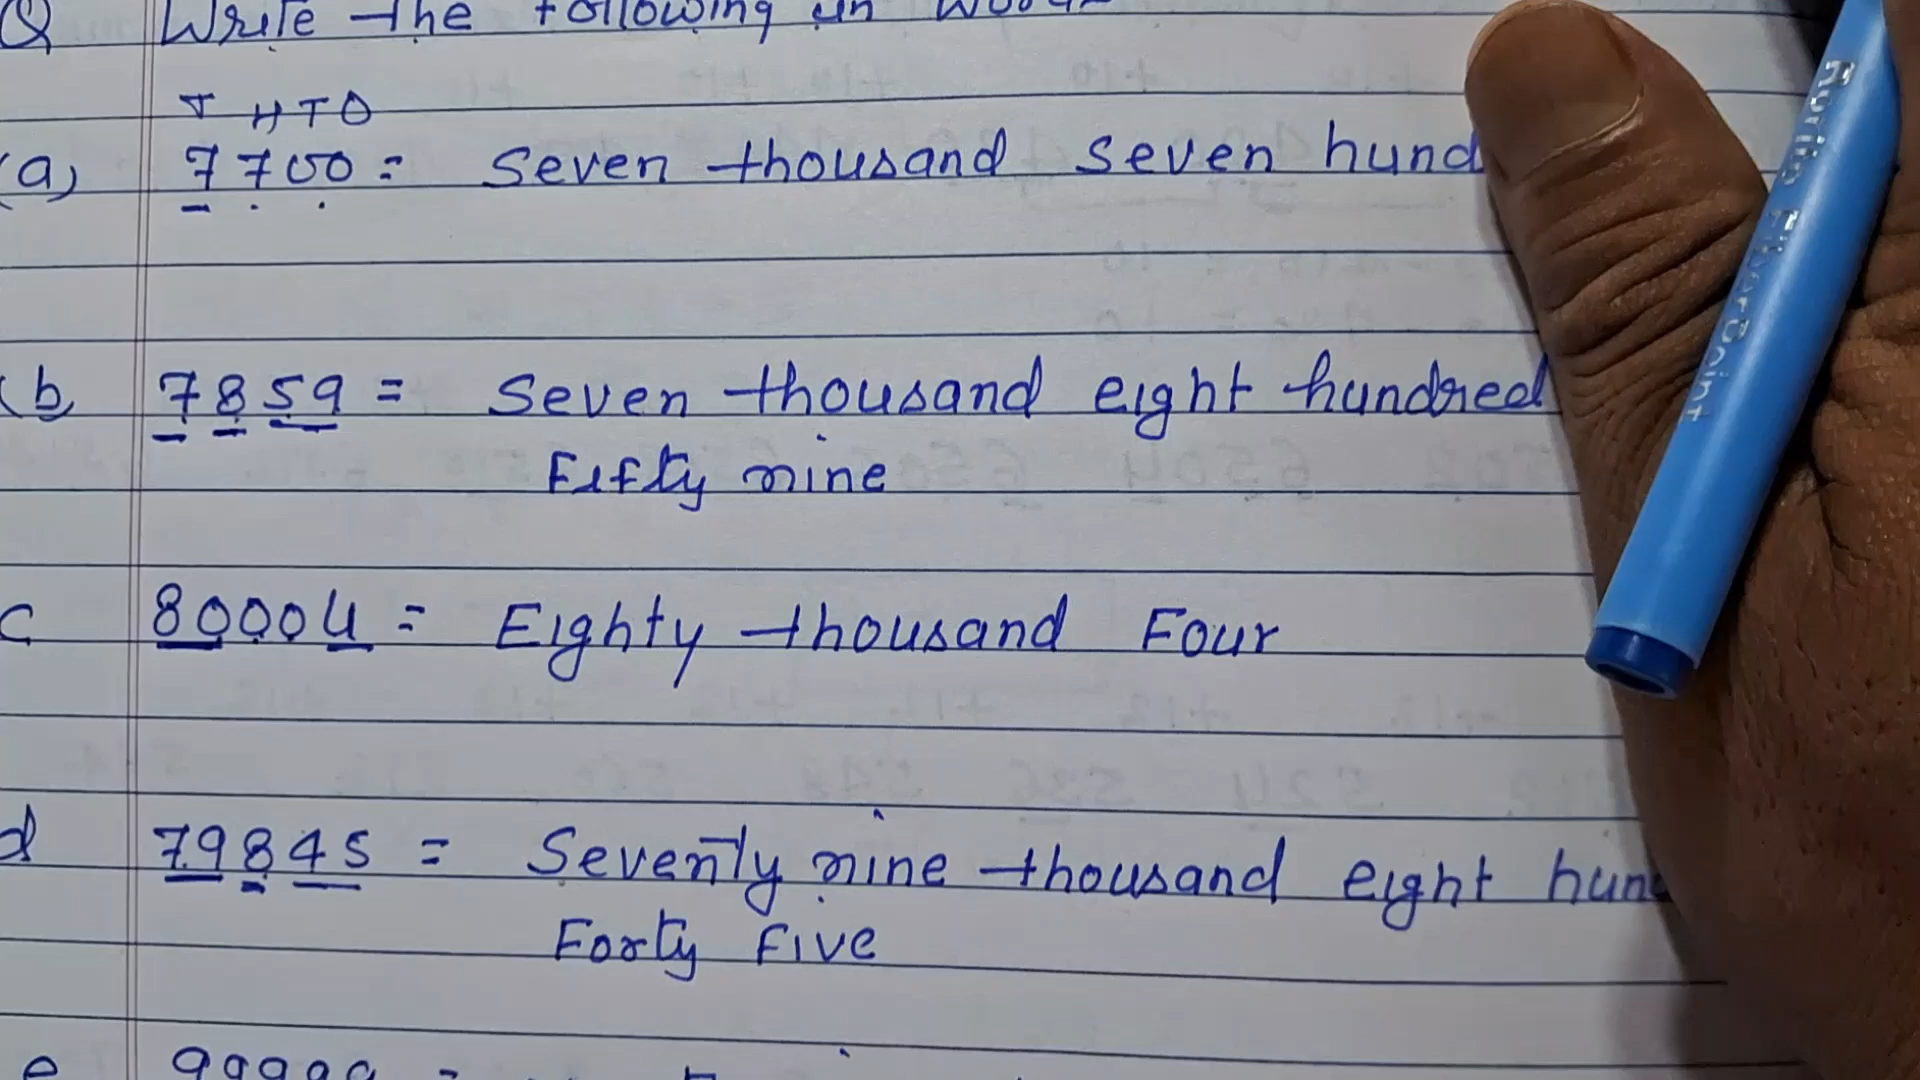 Q Write the following in
T H T O
(a) 7700 = Seven thousand seven hund
(b 7859 = Seven thousand eight hundred
Fifty nine
c 80004 = Eighty thousand Four
d 79845 = Seventy nine thousand eight hun
Forty Five
e 99999 =